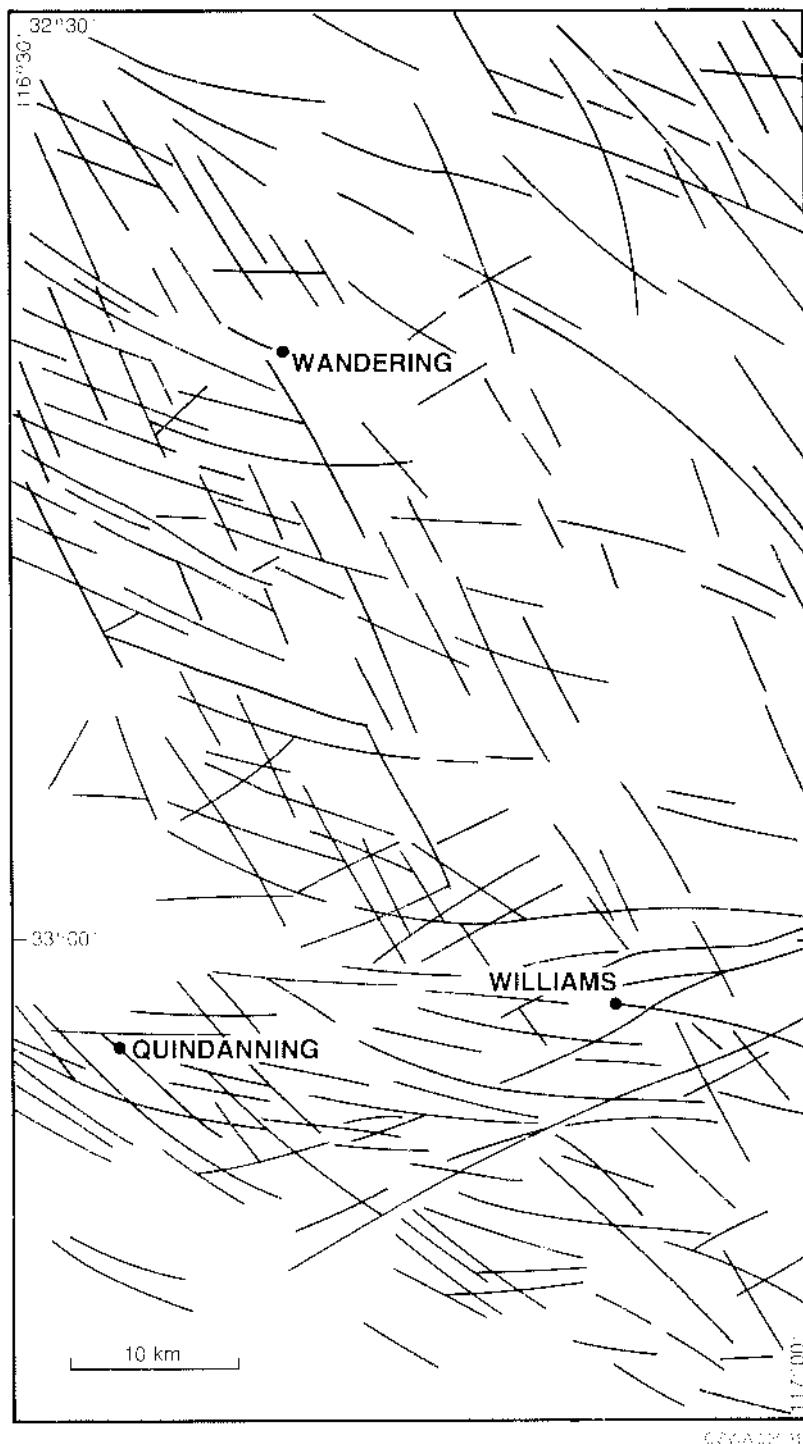 32°30'
116°30'
WANDERING
33°00'
WILLIAMS
QUINDANNING
10 km
117°00'